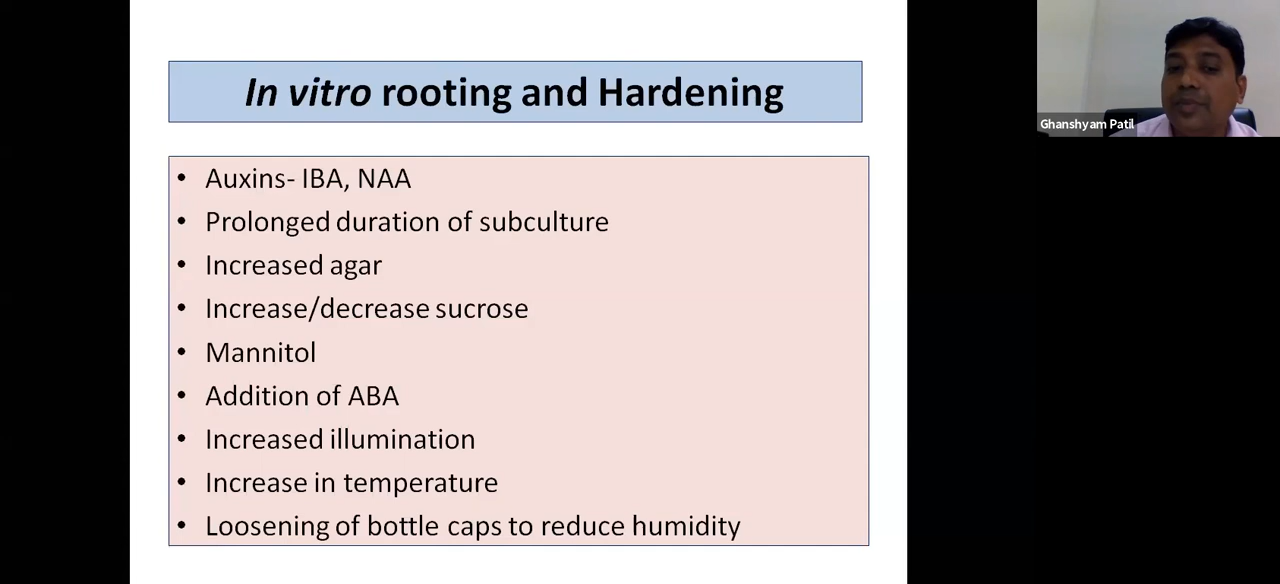 In vitro rooting and Hardening
• Auxins- IBA, NAA
• Prolonged duration of subculture
• Increased agar
• Increase/decrease sucrose
• Mannitol
• Addition of ABA
• Increased illumination
• Increase in temperature
• Loosening of bottle caps to reduce humidity
Ghanshyam Patil